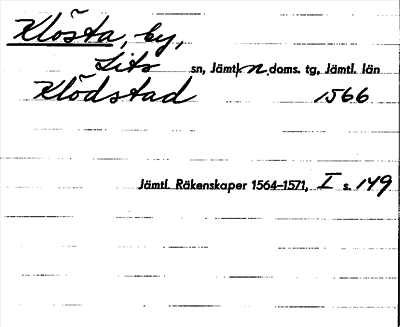 Klösta, by,
Lits sn, Jämtl. n. doms. tg, Jämtl. län
Klödstad 1566
Jämtl. Räkenskaper 1564–1571, I s. 149